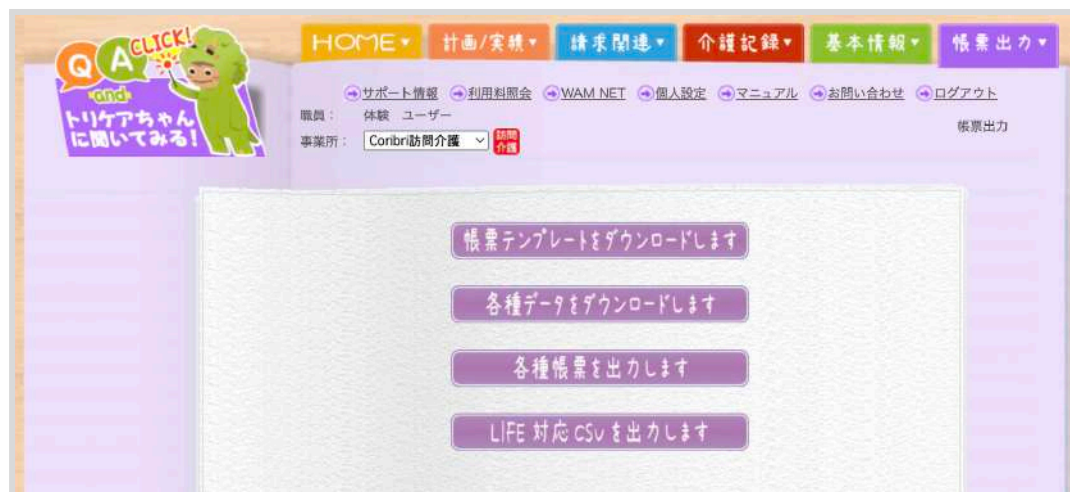 Q and A CLICK!
トリケアちゃん
に聞いてみる!
HOME▼ 計画/実績▼ 請求関連▼ 介護記録▼ 基本情報▼ 帳票出力▼
サポート情報 利用料照会 WAM NET 個人設定 マニュアル お問い合わせ ログアウト
職員: 体験 ユーザー
帳票出力
事業所: Coribri訪問介護 訪問介護
帳票テンプレートをダウンロードします
各種データをダウンロードします
各種帳票を出力します
LIFE 対応 CSV を出力します